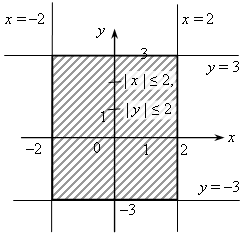 x = −2
x = 2
y
3
y = 3
| x | ≤ 2,
| y | ≤ 2
1
−2
0
1
2
x
y = −3
−3